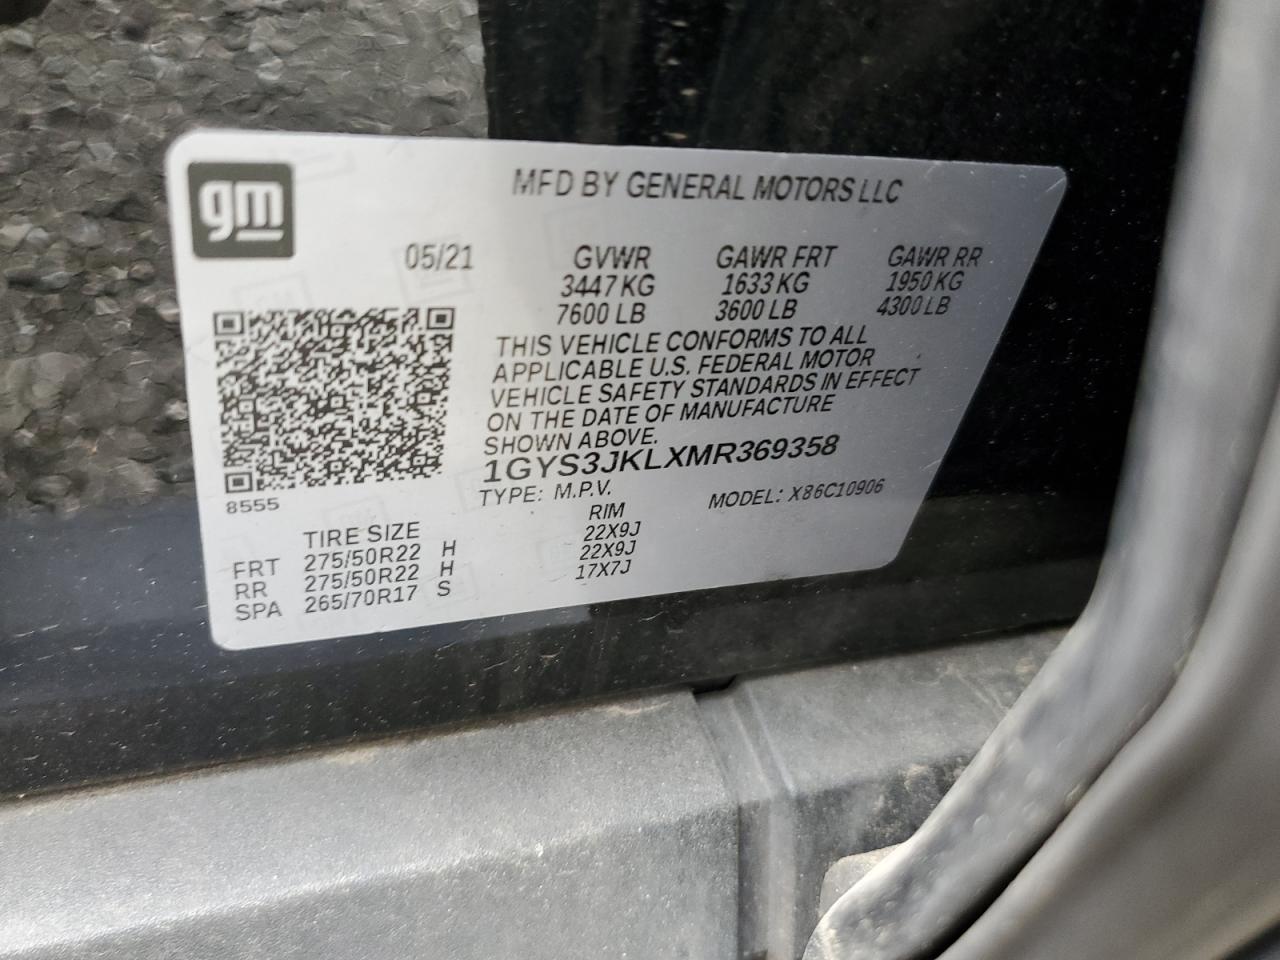 gm
MFD BY GENERAL MOTORS LLC
05/21 GVWR GAWR FRT GAWR RR
3447 KG 1633 KG 1950 KG
7600 LB 3600 LB 4300 LB
THIS VEHICLE CONFORMS TO ALL
APPLICABLE U.S. FEDERAL MOTOR
VEHICLE SAFETY STANDARDS IN EFFECT
ON THE DATE OF MANUFACTURE
SHOWN ABOVE.
1GYS3JKLXMR369358
8555
TYPE: M.P.V. MODEL: X86C10906
TIRE SIZE RIM
FRT 275/50R22 H 22X9J
RR 275/50R22 H 22X9J
SPA 265/70R17 S 17X7J